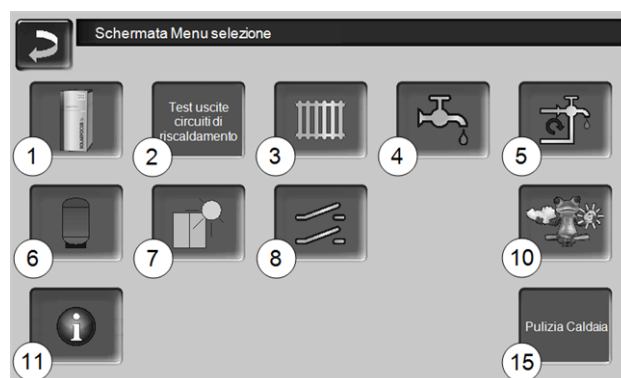 Schermata Menu selezione
Test uscite
circuiti di
riscaldamento
1
2
3
4
5
6
7
8
10
Pulizia Caldaia
11
15